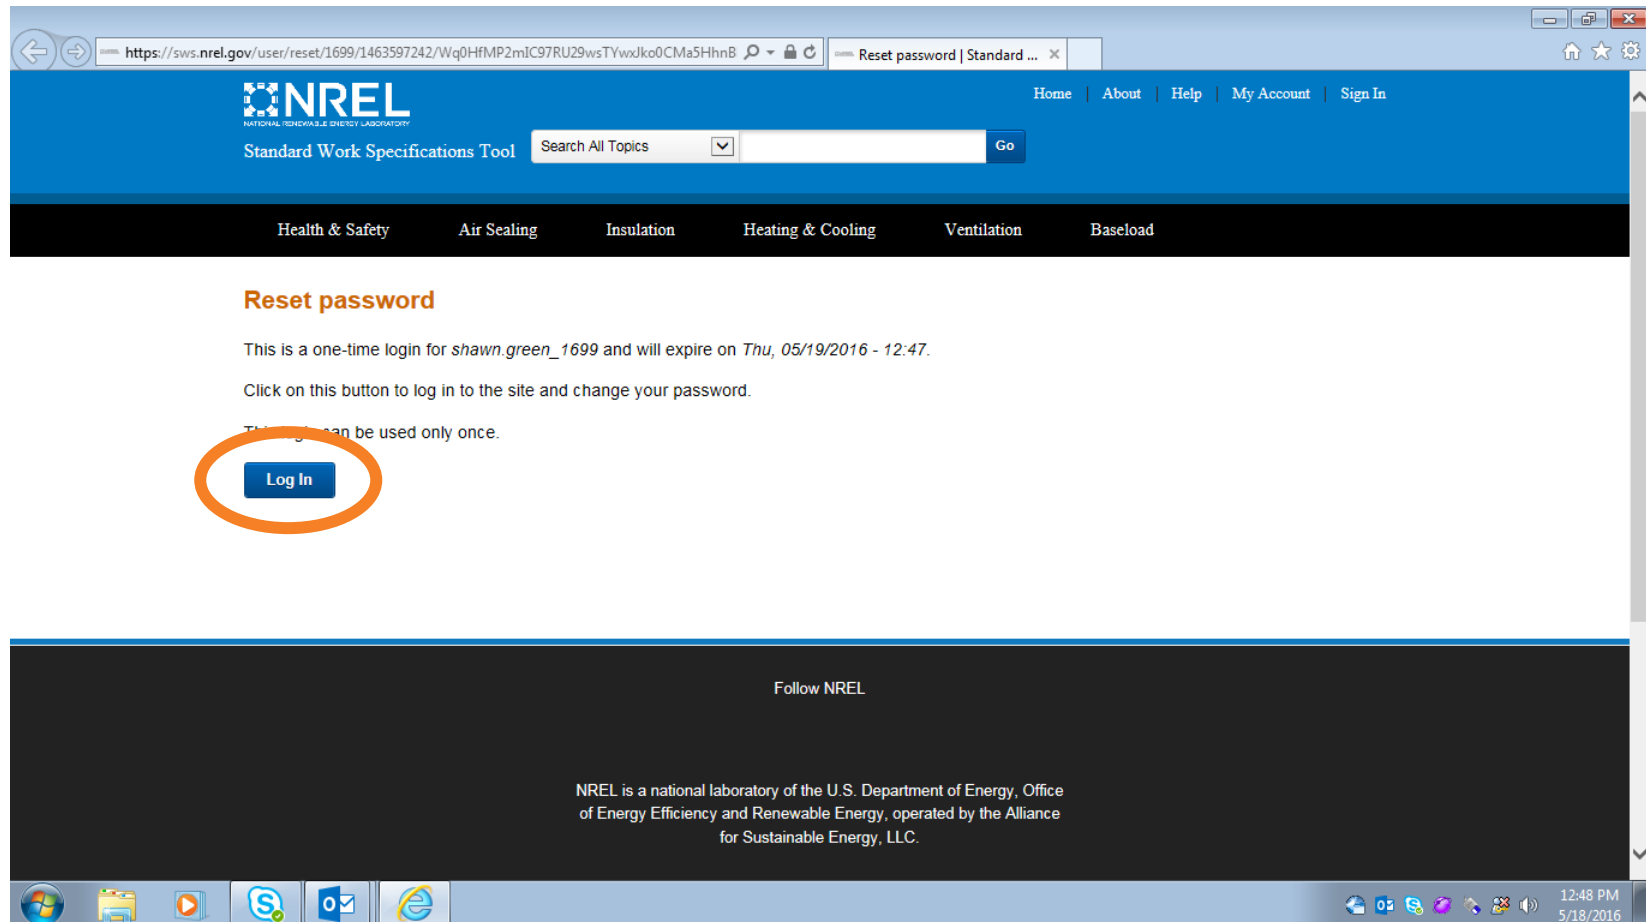 https://sws.nrel.gov/user/reset/1699/1463597242/Wq0HfMP2mIC97RU29wsTYwxJko0CMa5HhnB
Reset password | Standard ...
NREL
NATIONAL RENEWABLE ENERGY LABORATORY
Home | About | Help | My Account | Sign In
Standard Work Specifications Tool
Search All Topics
Go
Health & Safety Air Sealing Insulation Heating & Cooling Ventilation Baseload
Reset password
This is a one-time login for shawn.green_1699 and will expire on Thu, 05/19/2016 - 12:47.
Click on this button to log in to the site and change your password.
This login can be used only once.
Log In
Follow NREL
NREL is a national laboratory of the U.S. Department of Energy, Office
of Energy Efficiency and Renewable Energy, operated by the Alliance
for Sustainable Energy, LLC.
12:48 PM
5/18/2016